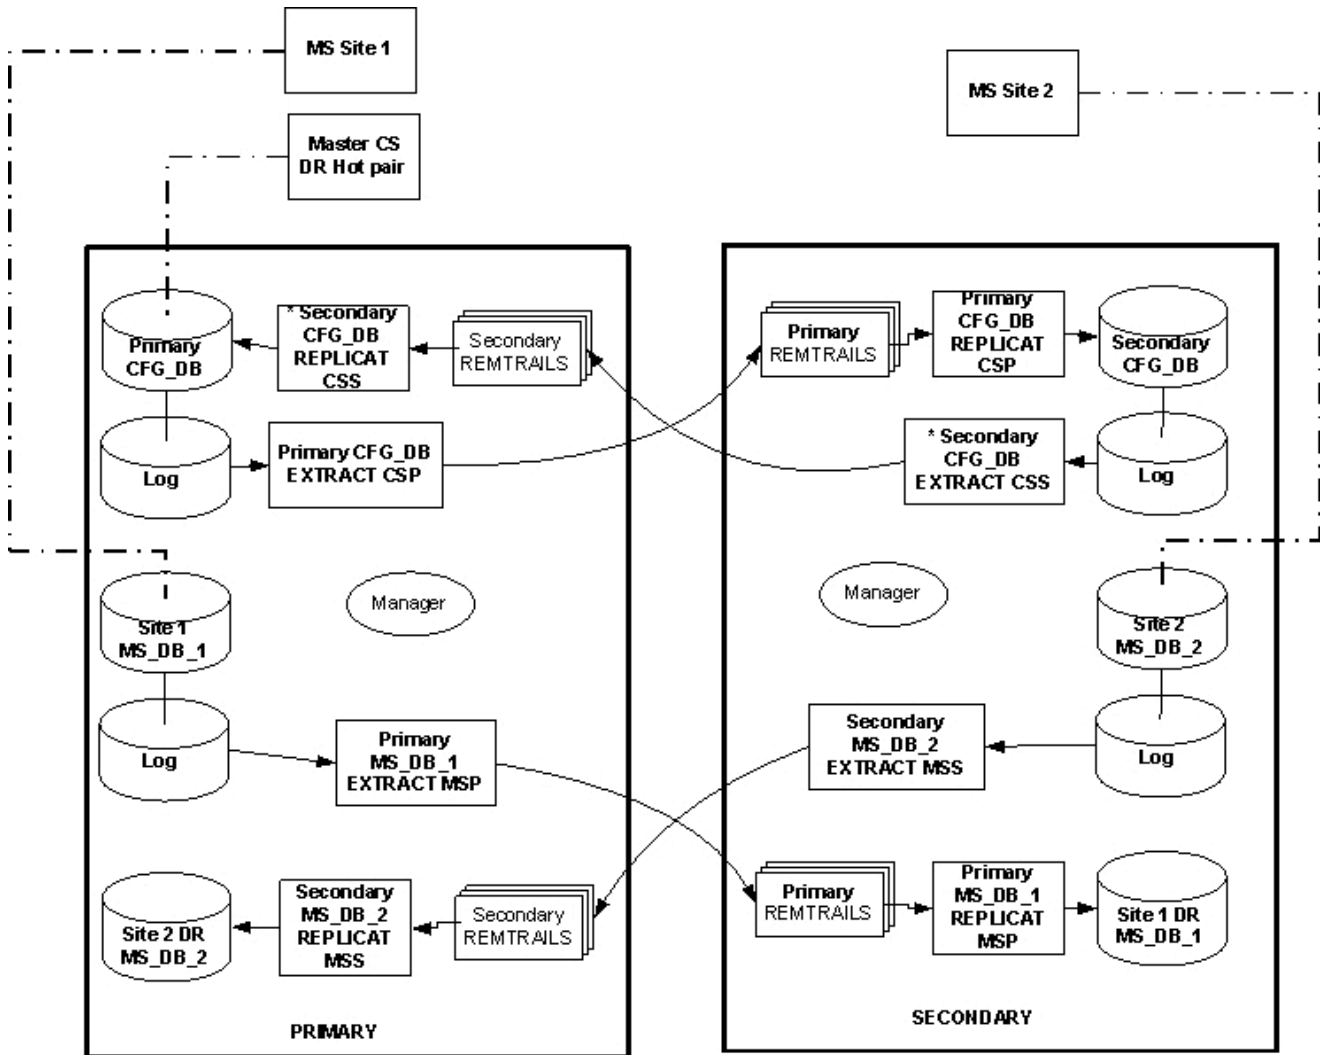 MS Site 1
MS Site 2
Master CS
DR Hot pair
Primary
CFG_DB
* Secondary
CFG_DB
REPLICAT
CSS
Secondary
REMTRAILS
Primary
REMTRAILS
Primary
CFG_DB
REPLICAT
CSP
Secondary
CFG_DB
Log
Primary CFG_DB
EXTRACT CSP
* Secondary
CFG_DB
EXTRACT CSS
Log
Site 1
MS_DB_1
Manager
Manager
Site 2
MS_DB_2
Log
Primary
MS_DB_1
EXTRACT MSP
Secondary
MS_DB_2
EXTRACT MSS
Log
Site 2 DR
MS_DB_2
Secondary
MS_DB_2
REPLICAT
MSS
Secondary
REMTRAILS
Primary
REMTRAILS
Primary
MS_DB_1
REPLICAT
MSP
Site 1 DR
MS_DB_1
PRIMARY
SECONDARY